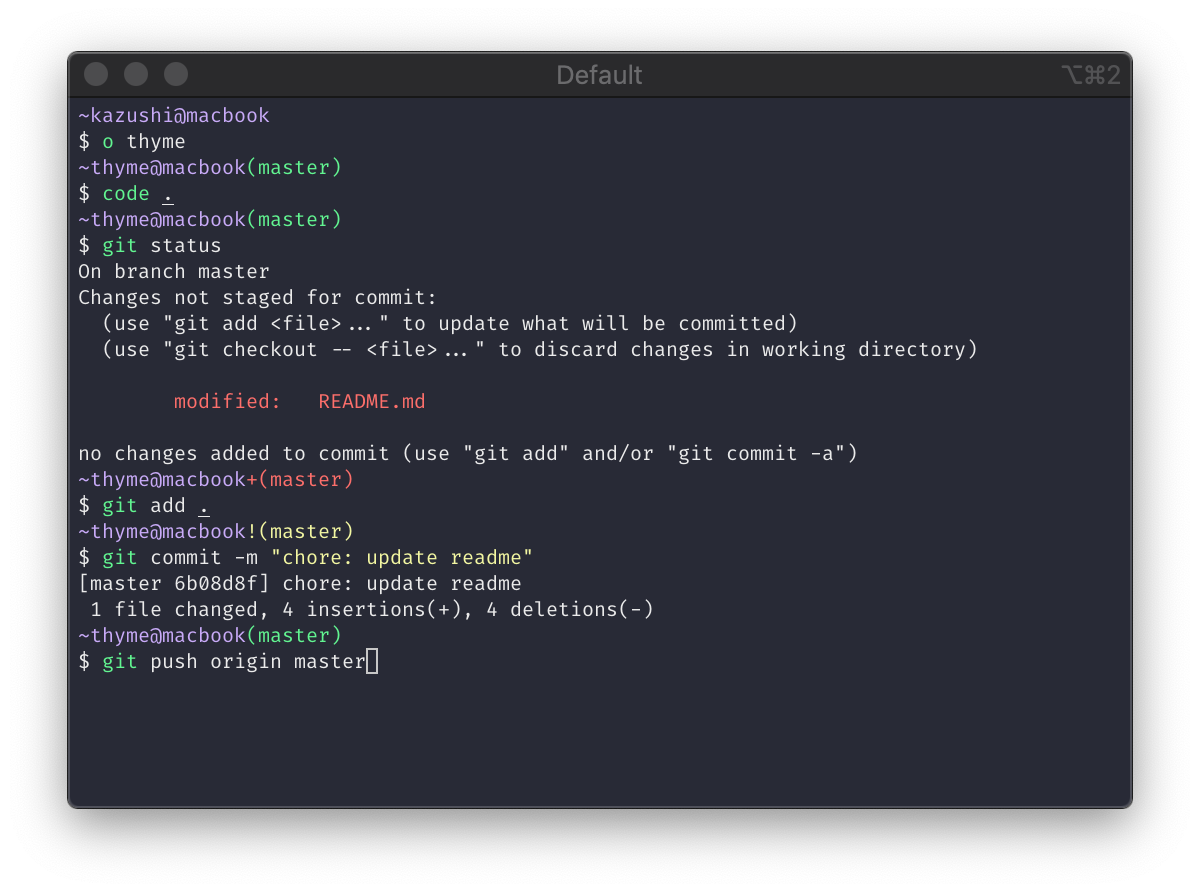 Default ⌥⌘2
~kazushi@macbook
$ o thyme
~thyme@macbook(master)
$ code .
~thyme@macbook(master)
$ git status
On branch master
Changes not staged for commit:
  (use "git add <file>..." to update what will be committed)
  (use "git checkout -- <file>..." to discard changes in working directory)
        modified:   README.md
no changes added to commit (use "git add" and/or "git commit -a")
~thyme@macbook+(master)
$ git add .
~thyme@macbook!(master)
$ git commit -m "chore: update readme"
[master 6b08d8f] chore: update readme
 1 file changed, 4 insertions(+), 4 deletions(-)
~thyme@macbook(master)
$ git push origin master